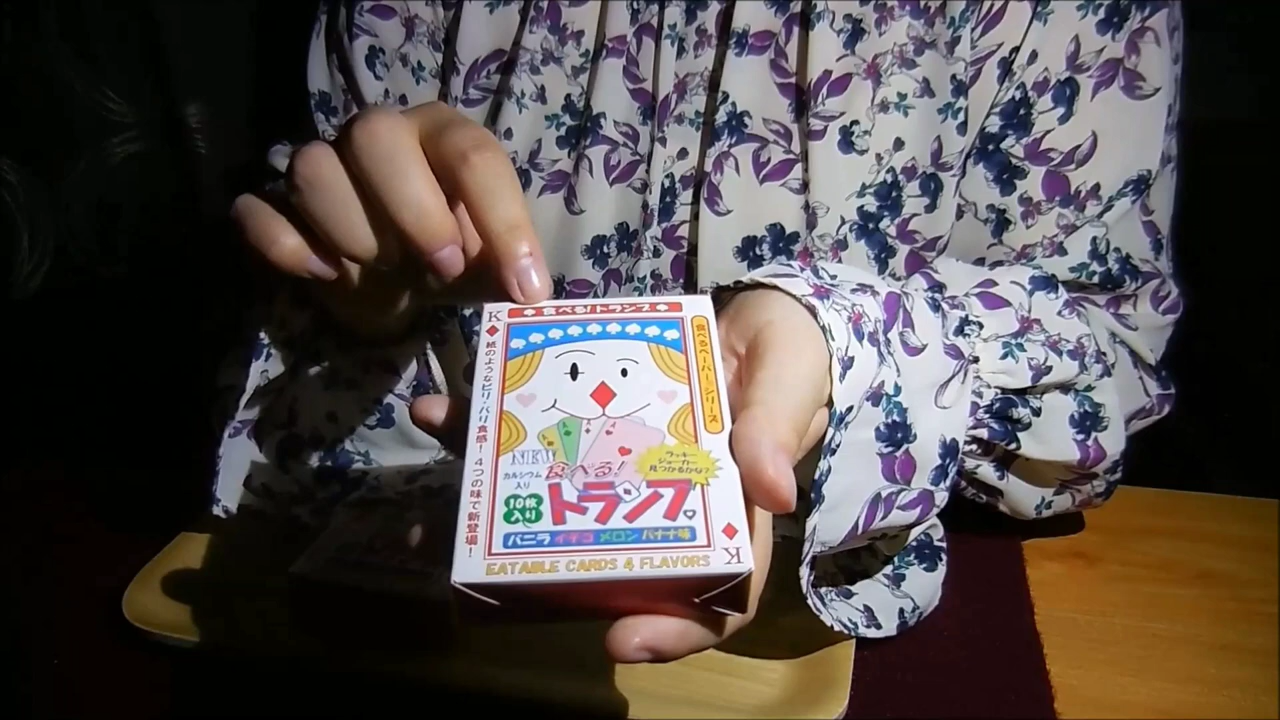 K
♠食べる!トランプ♠
食べるペーパーシリーズ
紙のようなピリ・パリ食感!4つの味で新登場!
NEW
カルシウム
入り
食べる!
トランプ
ラッキー
ジョーカー
見つかるかな?
10枚
入り
バニラ イチゴ メロン バナナ味
K
EATABLE CARDS 4 FLAVORS